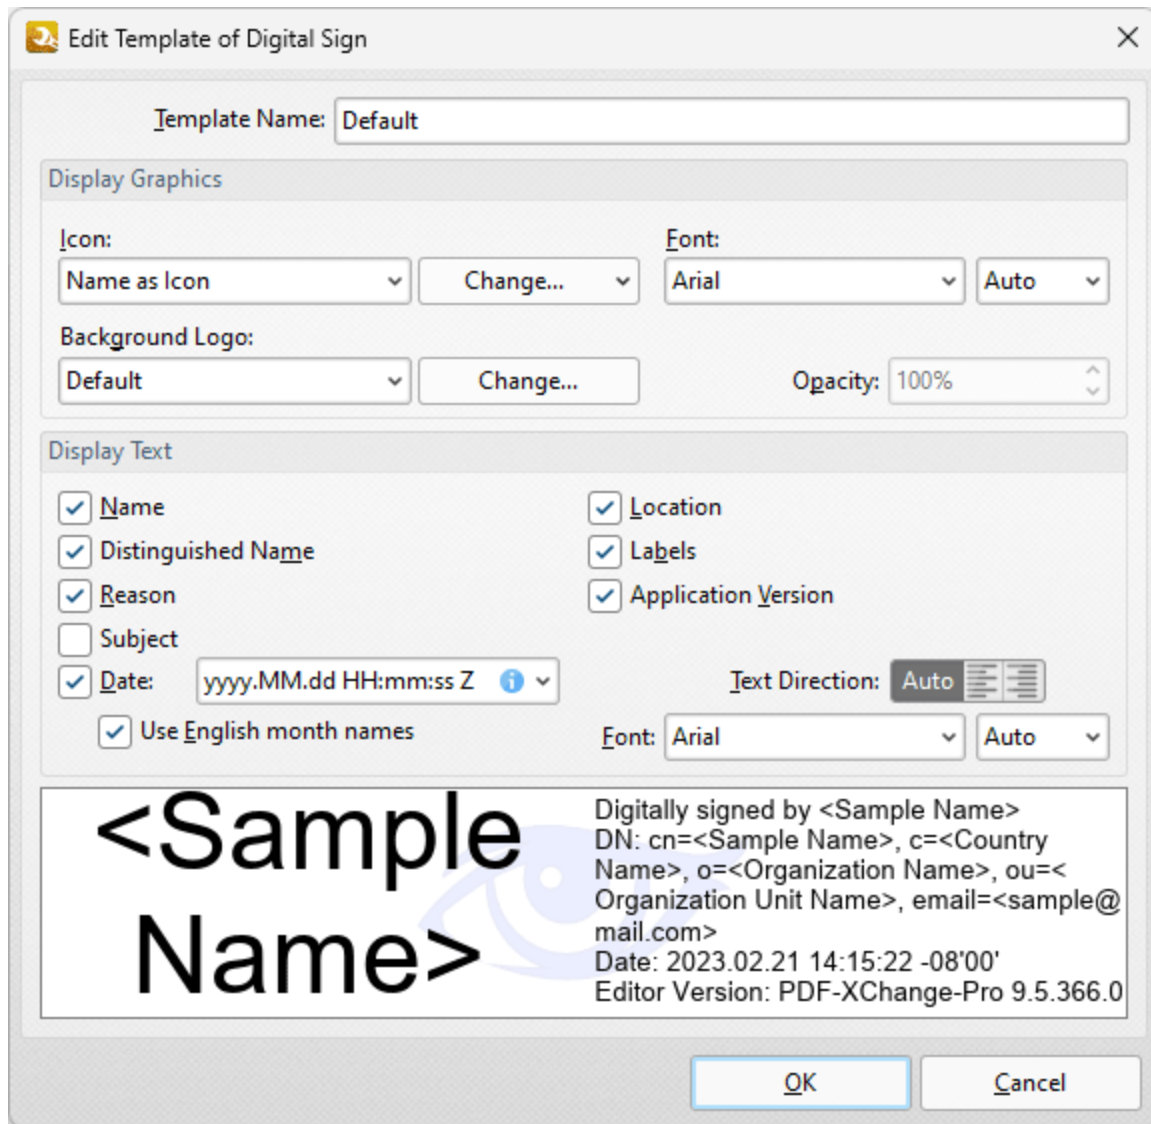 Edit Template of Digital Sign
Template Name: Default
Display Graphics
Icon: Font:
Name as Icon Change... Arial Auto
Background Logo:
Default Change... Opacity: 100%
Display Text
Name Location
Distinguished Name Labels
Reason Application Version
Subject
Date: yyyy.MM.dd HH:mm:ss Z Text Direction: Auto
Use English month names Font: Arial Auto
<Sample
Name>
Digitally signed by <Sample Name>
DN: cn=<Sample Name>, c=<Country
Name>, o=<Organization Name>, ou=<
Organization Unit Name>, email=<sample@
mail.com>
Date: 2023.02.21 14:15:22 -08'00'
Editor Version: PDF-XChange-Pro 9.5.366.0
OK Cancel